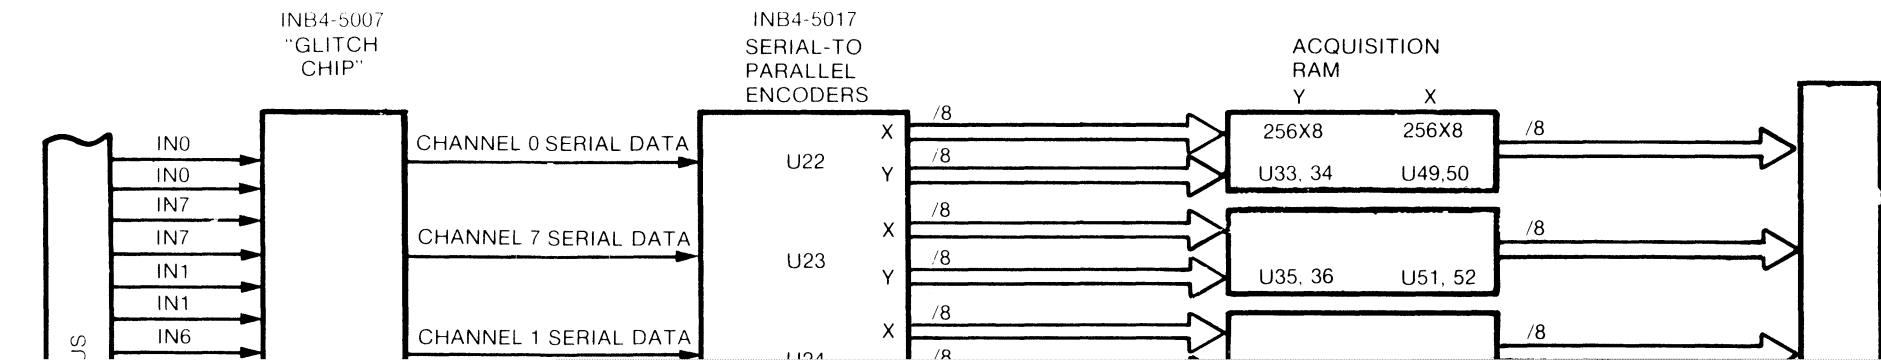 INB4-5007
"GLITCH
CHIP"
INB4-5017
SERIAL-TO
PARALLEL
ENCODERS
ACQUISITION
RAM
Y X
IN0
IN0
IN7
IN7
IN1
IN1
IN6
CHANNEL 0 SERIAL DATA
CHANNEL 7 SERIAL DATA
CHANNEL 1 SERIAL DATA
U22
U23
U24
X
Y
X
Y
X
/8
/8
/8
/8
/8
/8
256X8 256X8
U33, 34 U49,50
U35, 36 U51, 52
/8
/8
/8